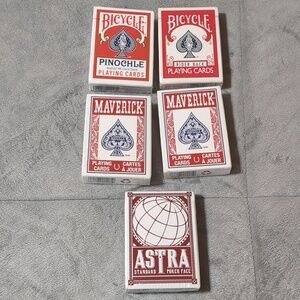 BICYCLE
PINOCHLE
PLAYING CARDS
BICYCLE
RIDER BACK
PLAYING CARDS
MAVERICK
PLAYING CARTES
CARDS À JOUER
MAVERICK
PLAYING CARTES
CARDS À JOUER
ASTRA
STANDARD POKER FACE